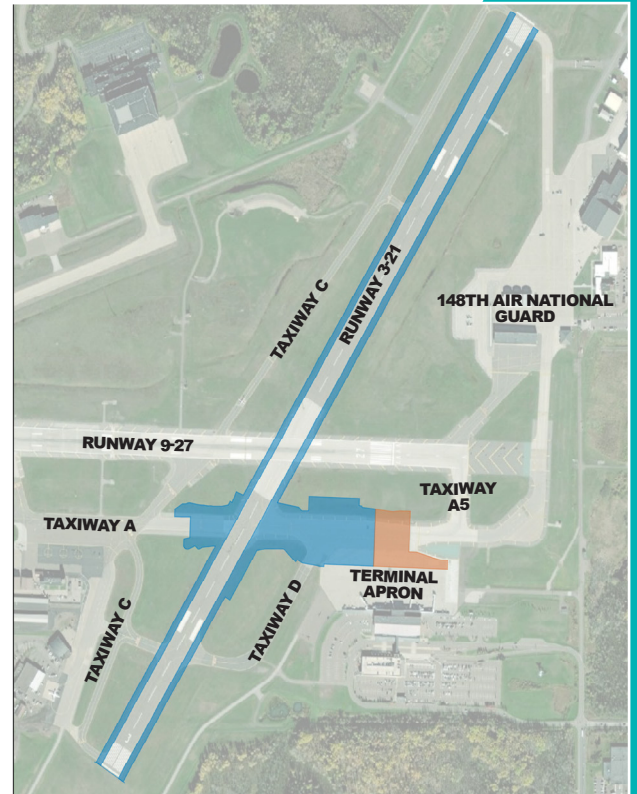 TAXIWAY C
RUNWAY 3-21
148TH AIR NATIONAL
GUARD
RUNWAY 9-27
TAXIWAY
A5
TAXIWAY A
TERMINAL
APRON
TAXIWAY D
TAXIWAY C